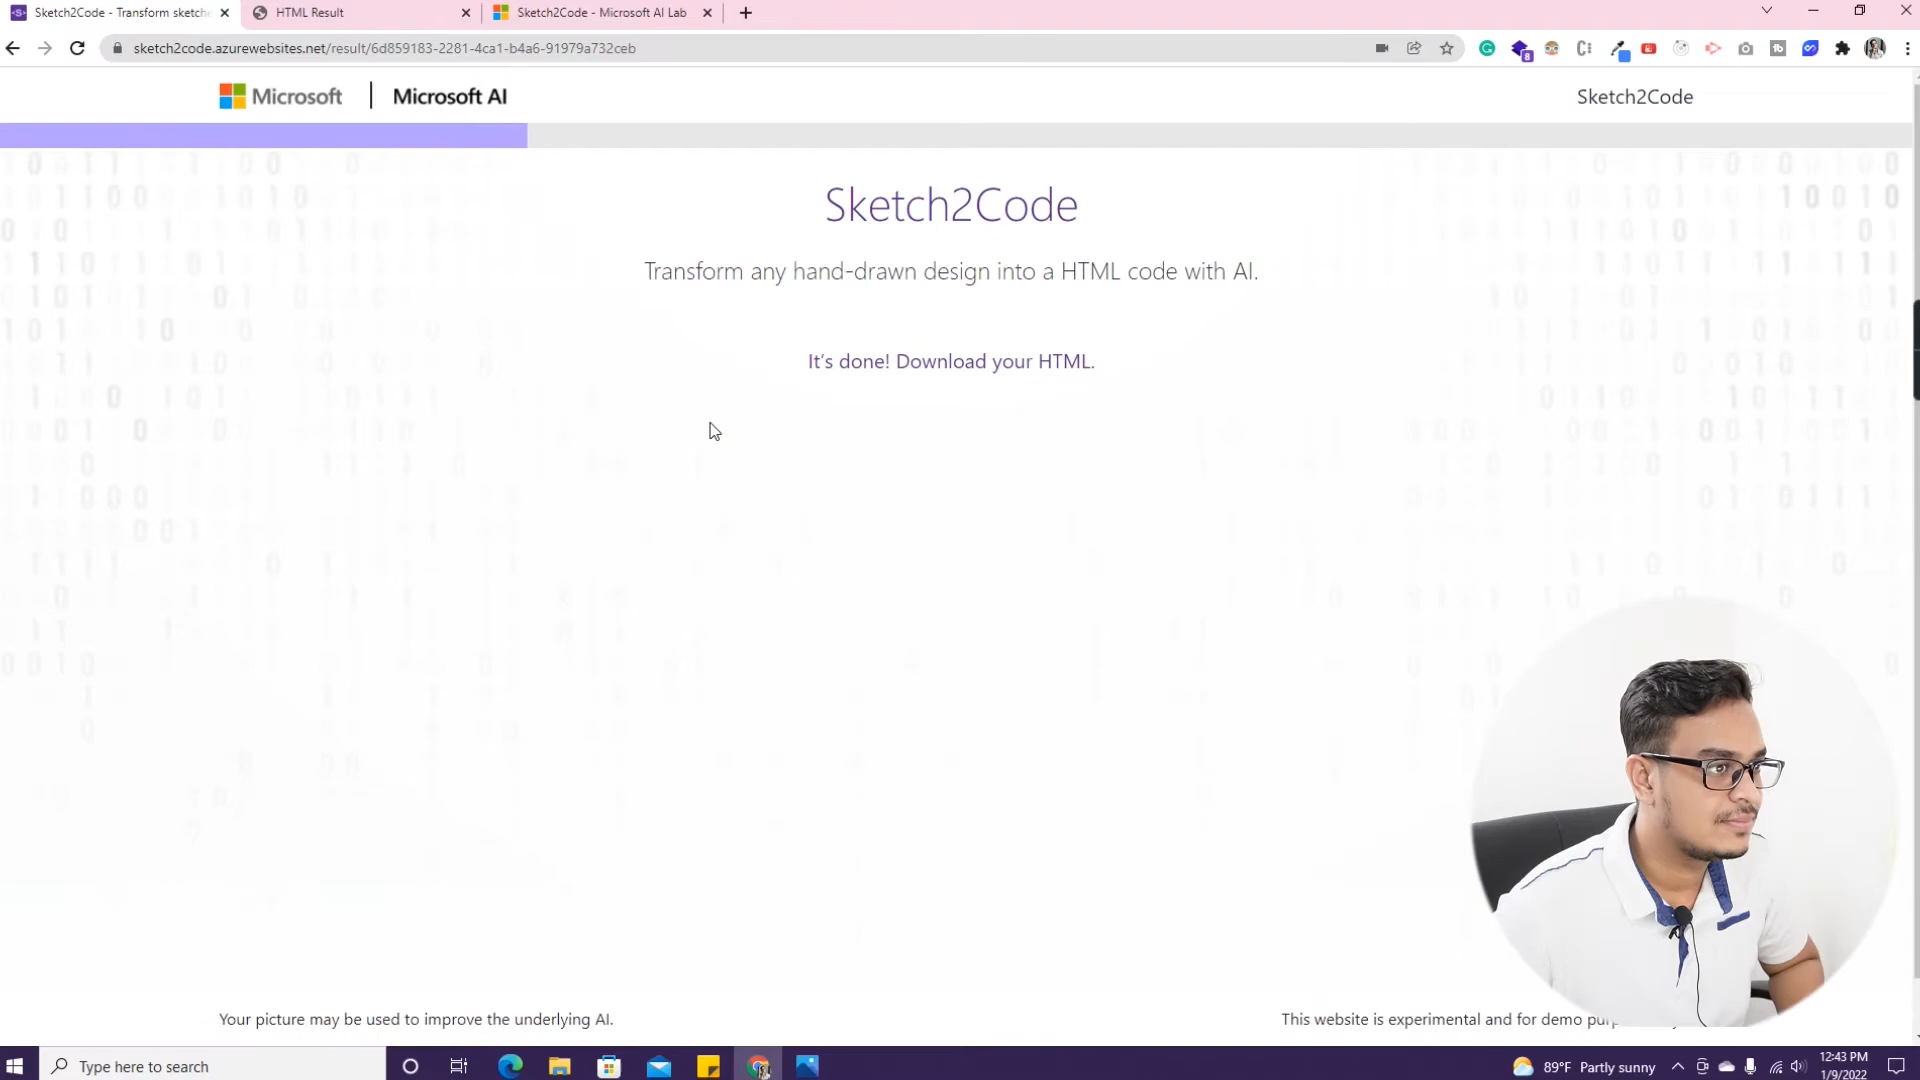 Sketch2Code - Transform sketche
HTML Result
Sketch2Code - Microsoft AI Lab
sketch2code.azurewebsites.net/result/6d859183-2281-4ca1-b4a6-91979a732ceb
Microsoft | Microsoft AI
Sketch2Code
Sketch2Code
Transform any hand-drawn design into a HTML code with AI.
It's done! Download your HTML.
Your picture may be used to improve the underlying AI.
This website is experimental and for demo
Type here to search
89°F Partly sunny
12:43 PM
1/9/2022